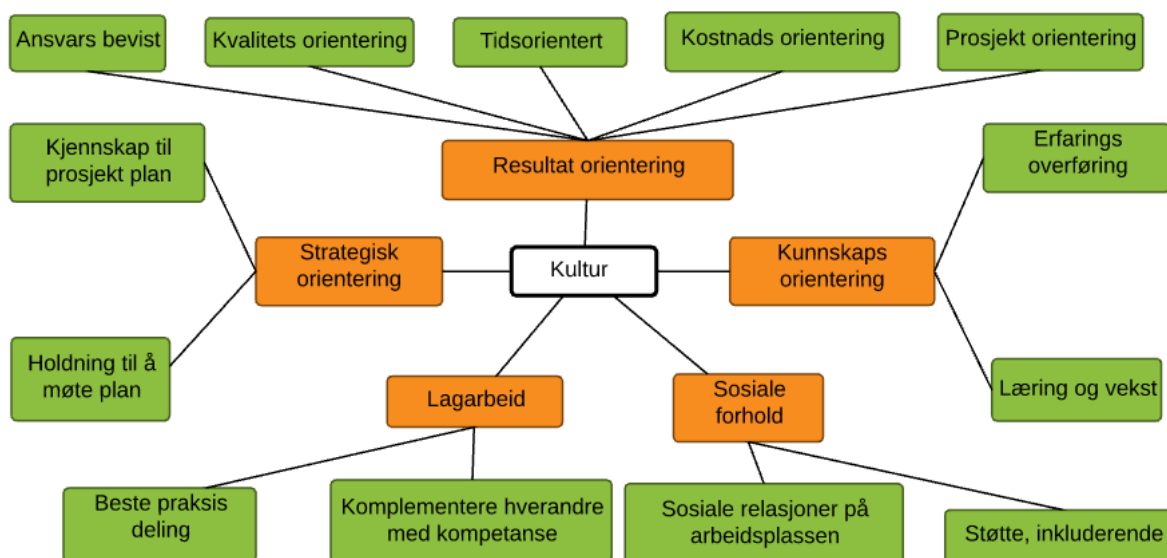 Ansvars bevist
Kvalitets orientering
Tidsorientert
Kostnads orientering
Prosjekt orientering
Kjennskap til
prosjekt plan
Resultat orientering
Erfarings
overføring
Strategisk
orientering
Kultur
Kunnskaps
orientering
Holdning til å
møte plan
Lagarbeid
Sosiale
forhold
Læring og vekst
Beste praksis
deling
Komplementere hverandre
med kompetanse
Sosiale relasjoner på
arbeidsplassen
Støtte, inkluderende